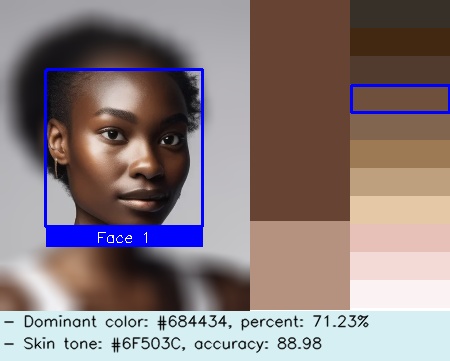 Face 1
- Dominant color: #684434, percent: 71.23%
- Skin tone: #6F503C, accuracy: 88.98